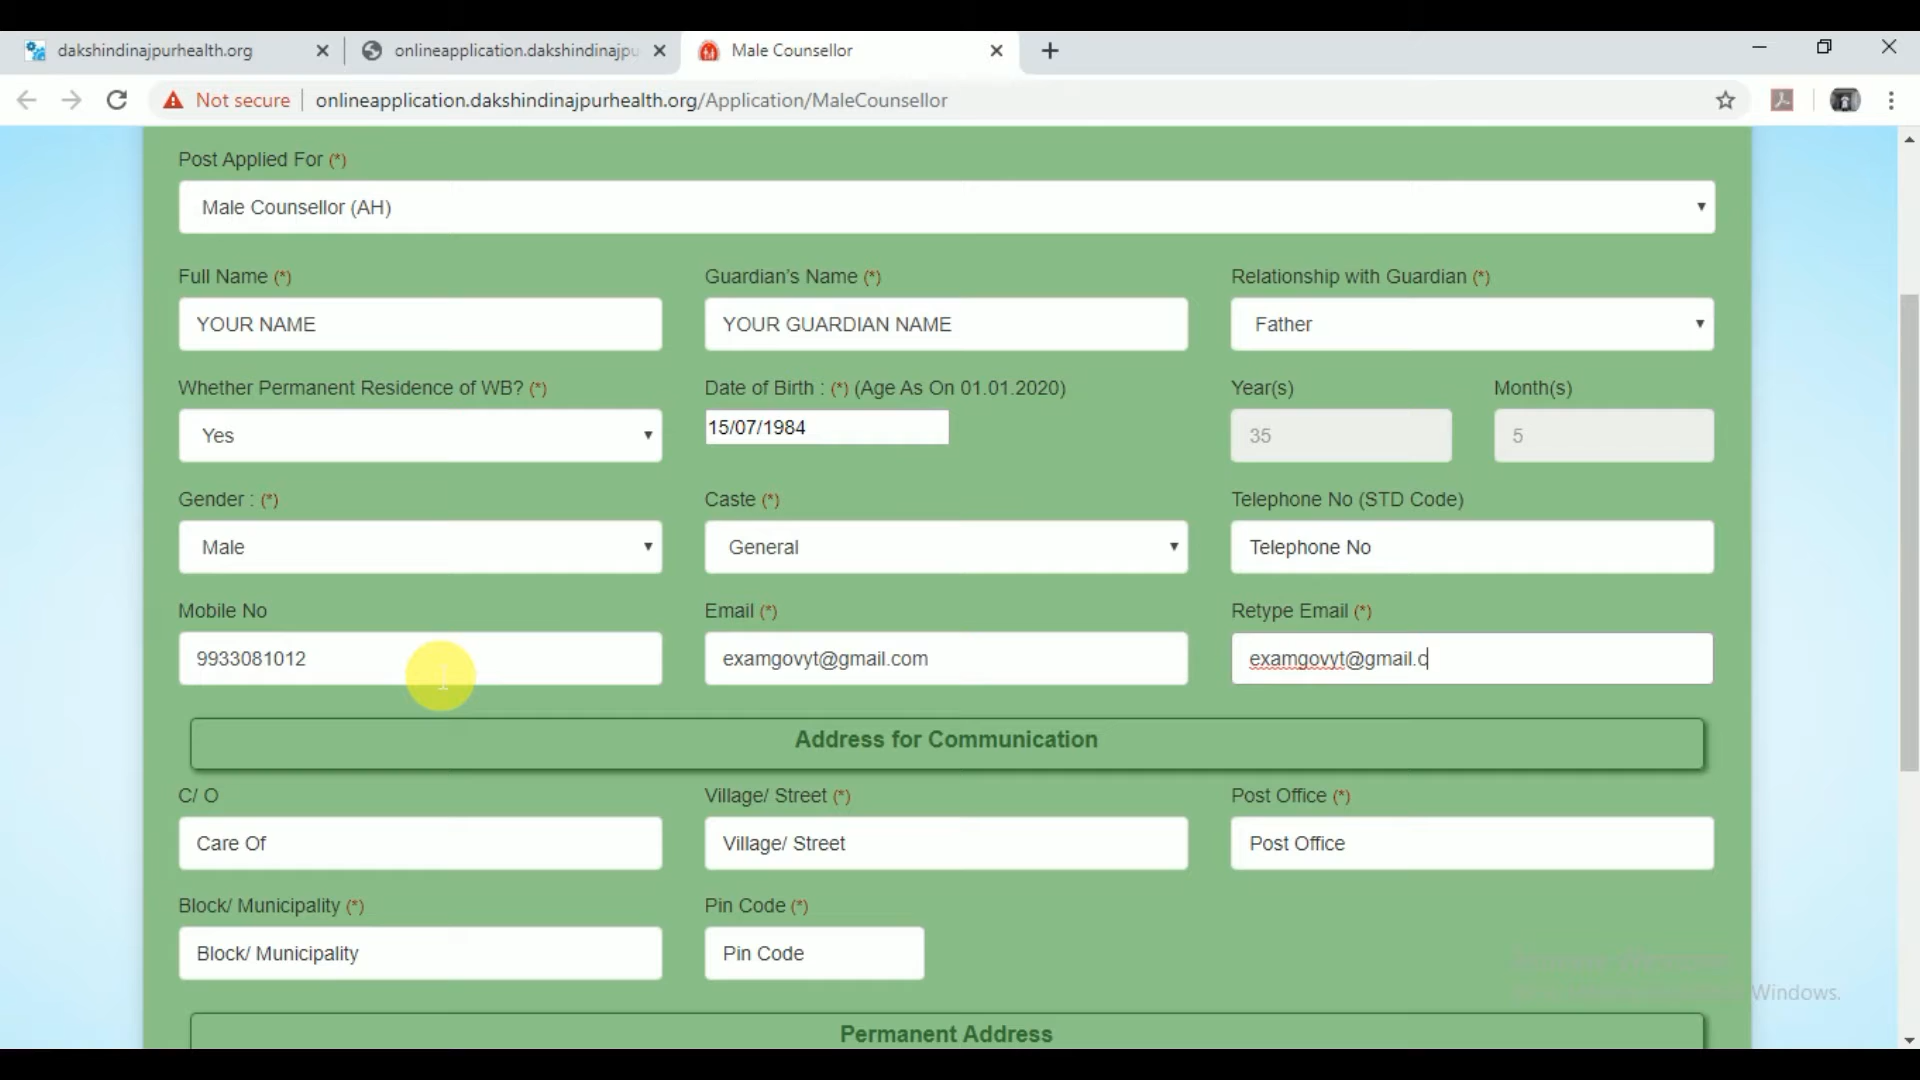 dakshindinajpurhealth.org
onlineapplication.dakshindinajpu
Male Counsellor
Not secure
onlineapplication.dakshindinajpurhealth.org/Application/MaleCounsellor
Post Applied For (*)
Male Counsellor (AH)
Full Name (*) Guardian's Name (*) Relationship with Guardian (*)
YOUR NAME YOUR GUARDIAN NAME Father
Whether Permanent Residence of WB? (*) Date of Birth : (*) (Age As On 01.01.2020) Year(s) Month(s)
Yes 15/07/1984 35 5
Gender : (*) Caste (*) Telephone No (STD Code)
Male General Telephone No
Mobile No Email (*) Retype Email (*)
9933081012 examgovyt@gmail.com examgovyt@gmail.c
Address for Communication
C/ O Village/ Street (*) Post Office (*)
Care Of Village/ Street Post Office
Block/ Municipality (*) Pin Code (*)
Block/ Municipality Pin Code
Windows.
Permanent Address